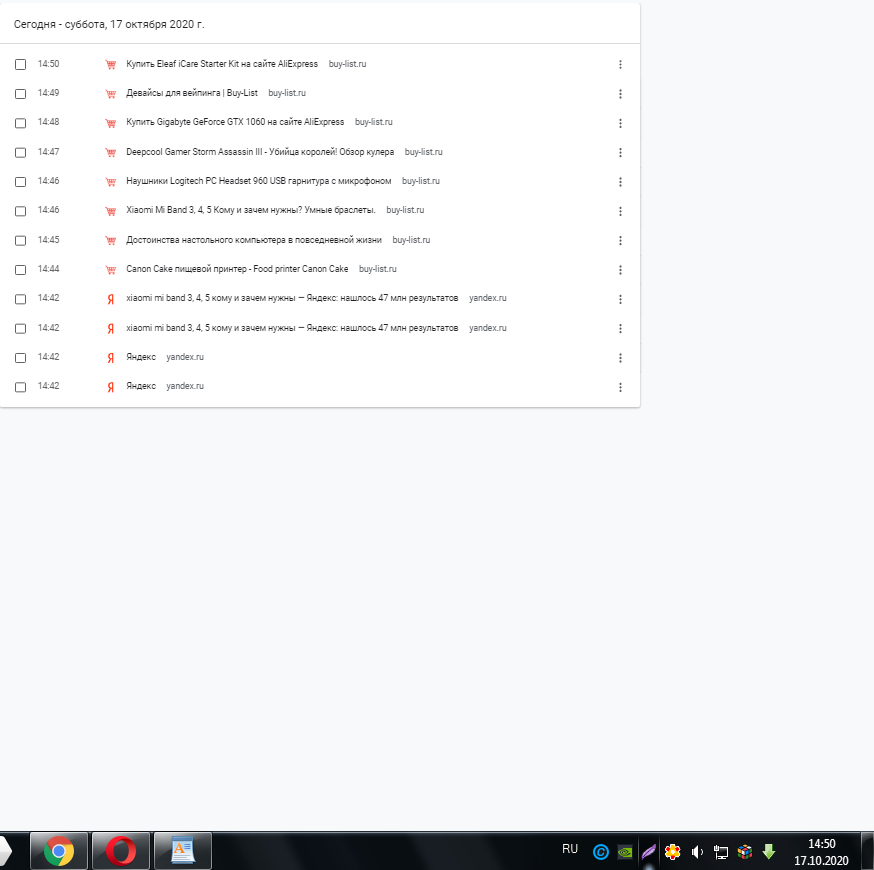 Сегодня - суббота, 17 октября 2020 г.
14:50 Купить Eleaf iCare Starter Kit на сайте AliExpress buy-list.ru
14:49 Девайсы для вейпинга | Buy-List buy-list.ru
14:48 Купить Gigabyte GeForce GTX 1060 на сайте AliExpress buy-list.ru
14:47 Deepcool Gamer Storm Assassin III - Убийца королей! Обзор кулера buy-list.ru
14:46 Наушники Logitech PC Headset 960 USB гарнитура с микрофоном buy-list.ru
14:46 Xiaomi Mi Band 3, 4, 5 Кому и зачем нужны? Умные браслеты. buy-list.ru
14:45 Достоинства настольного компьютера в повседневной жизни buy-list.ru
14:44 Canon Cake пищевой принтер - Food printer Canon Cake buy-list.ru
14:42 Я xiaomi mi band 3, 4, 5 кому и зачем нужны — Яндекс: нашлось 47 млн результатов yandex.ru
14:42 Я xiaomi mi band 3, 4, 5 кому и зачем нужны — Яндекс: нашлось 47 млн результатов yandex.ru
14:42 Я Яндекс yandex.ru
14:42 Я Яндекс yandex.ru
RU 14:50
17.10.2020